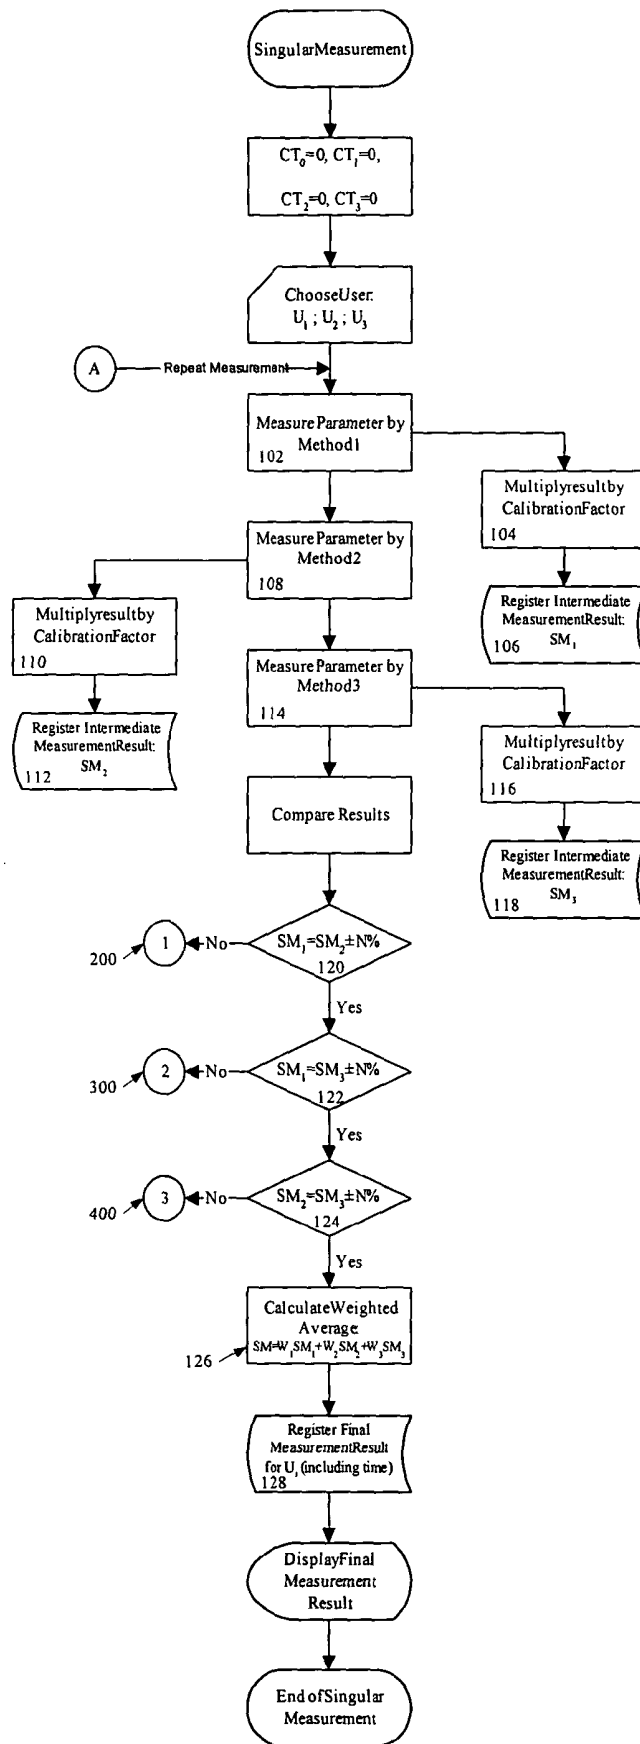 SingularMeasurement
CT0=0, CT1=0,
CT2=0, CT3=0
ChooseUser:
U1 ; U2 ; U3
A
Repeat Measurement
Measure Parameter by
Method1
102
Multiplyresultby
CalibrationFactor
104
Register Intermediate
MeasurementResult:
SM1
106
Measure Parameter by
Method2
108
Multiplyresultby
CalibrationFactor
110
Register Intermediate
MeasurementResult:
SM2
112
Measure Parameter by
Method3
114
Multiplyresultby
CalibrationFactor
116
Register Intermediate
MeasurementResult:
SM3
118
Compare Results
SM1=SM2±N%
120
No
1
200
Yes
SM1=SM3±N%
122
No
2
300
Yes
SM2=SM3±N%
124
No
3
400
Yes
CalculateWeighted
Average
SM=W1SM1+W2SM2+W3SM3
126
Register Final
MeasurementResult
for U (including time)
128
DisplayFinal
Measurement
Result
EndofSingular
Measurement